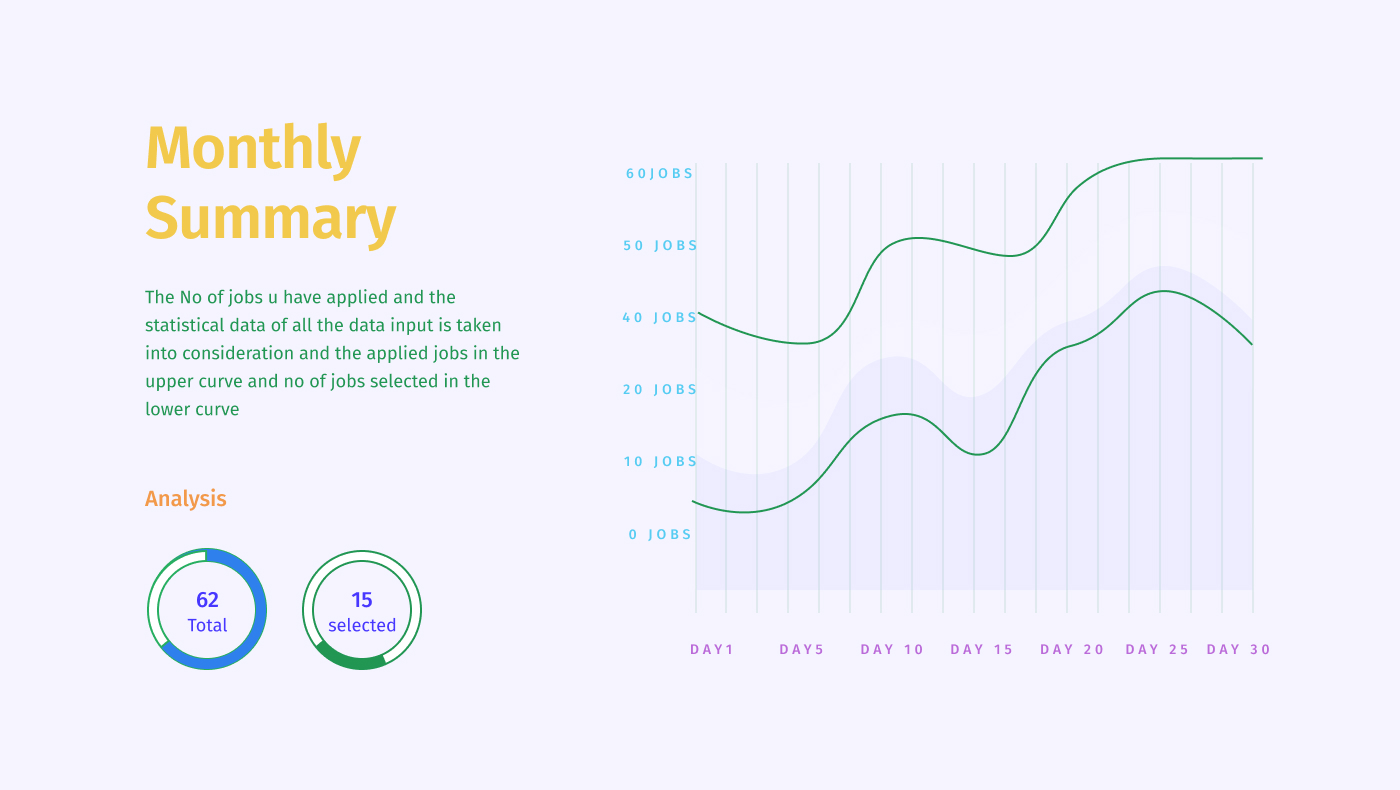 Monthly
Summary
The No of jobs u have applied and the
statistical data of all the data input is taken
into consideration and the applied jobs in the
upper curve and no of jobs selected in the
lower curve
Analysis
62
Total
15
selected
60JOBS
50 JOBS
40 JOBS
20 JOBS
10 JOBS
0 JOBS
DAY1 DAY5 DAY 10 DAY 15 DAY 20 DAY 25 DAY 30